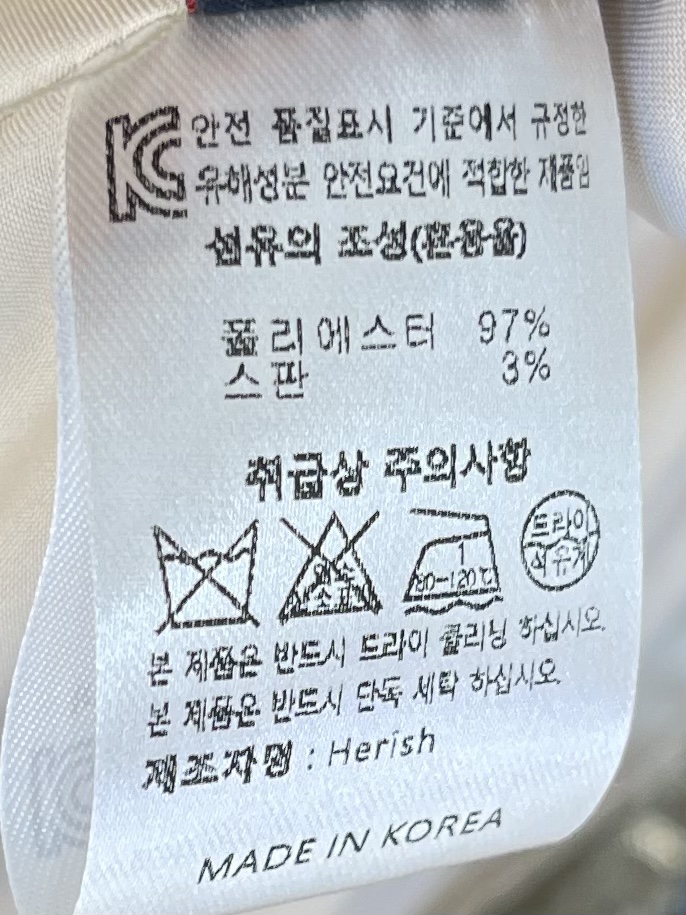 KC 안전 품질표시 기준에서 규정한
유해성분 안전요건에 적합한 제품임
섬유의 조성(혼용율)
폴리에스터 97%
스판 3%
취급상 주의사항
염소
표백
1
80-120℃
드라이
석유계
본 제품은 반드시 드라이 클리닝 하십시오.
본 제품은 반드시 단독 세탁 하십시오.
제조자명 : Herish
MADE IN KOREA